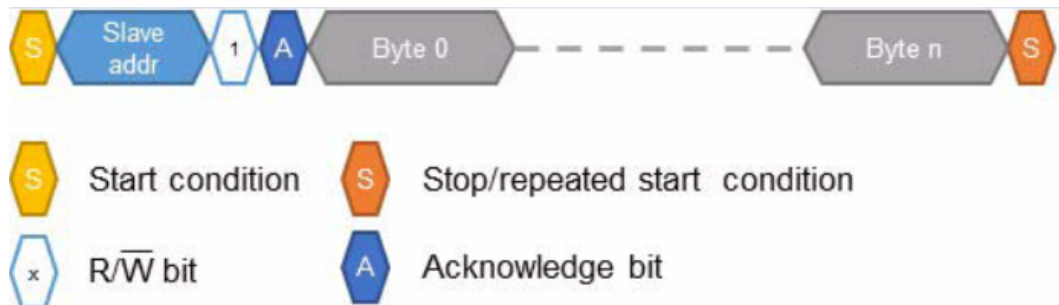 S Slave addr 1 A Byte 0 Byte n S
S Start condition S Stop/repeated start condition
x R/W̅ bit A Acknowledge bit